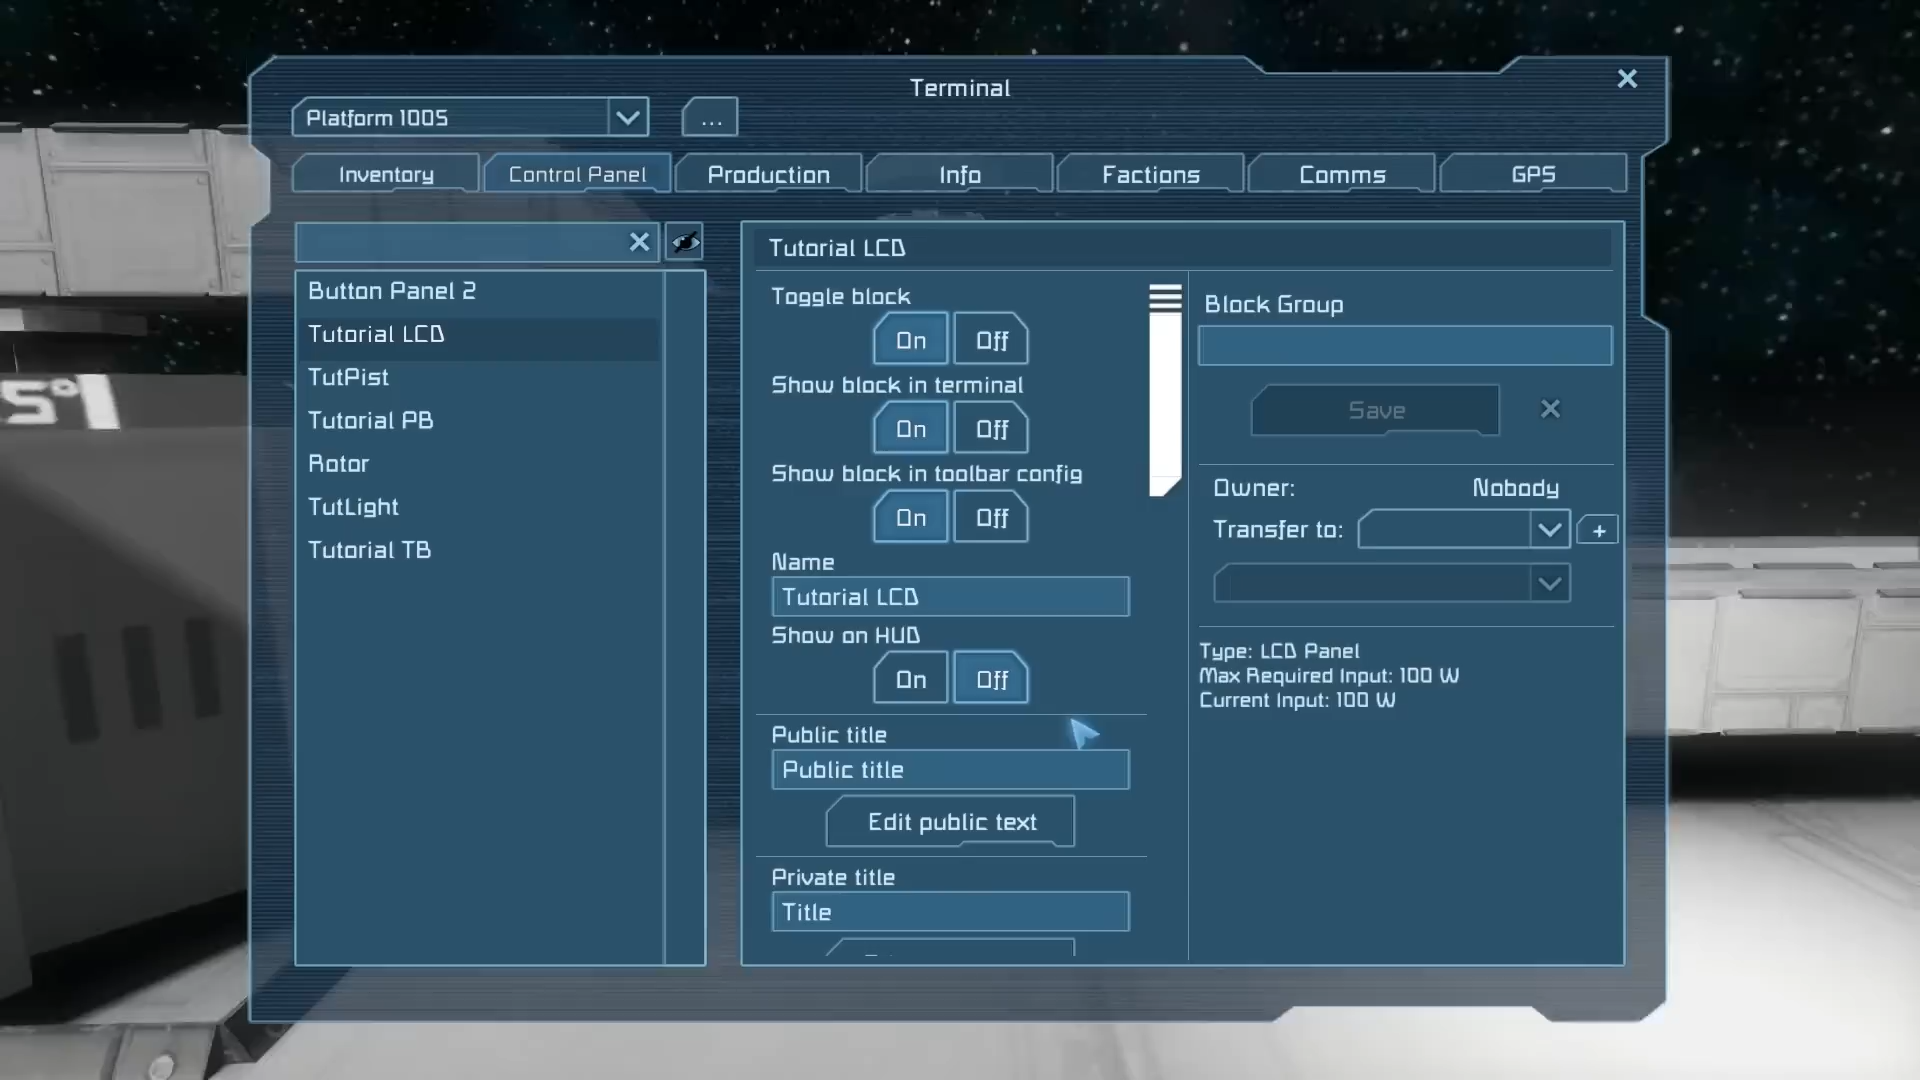 Terminal
Platform 1005
...
Inventory
Control Panel
Production
Info
Factions
Comms
GPS
Button Panel 2
Tutorial LCD
TutPist
Tutorial PB
Rotor
TutLight
Tutorial TB
Tutorial LCD
Toggle block
On Off
Show block in terminal
On Off
Show block in toolbar config
On Off
Name
Tutorial LCD
Show on HUD
On Off
Public title
Public title
Edit public text
Private title
Title
Block Group
Save
Owner: Nobody
Transfer to:
+
Type: LCD Panel
Max Required Input: 100 W
Current Input: 100 W
5°